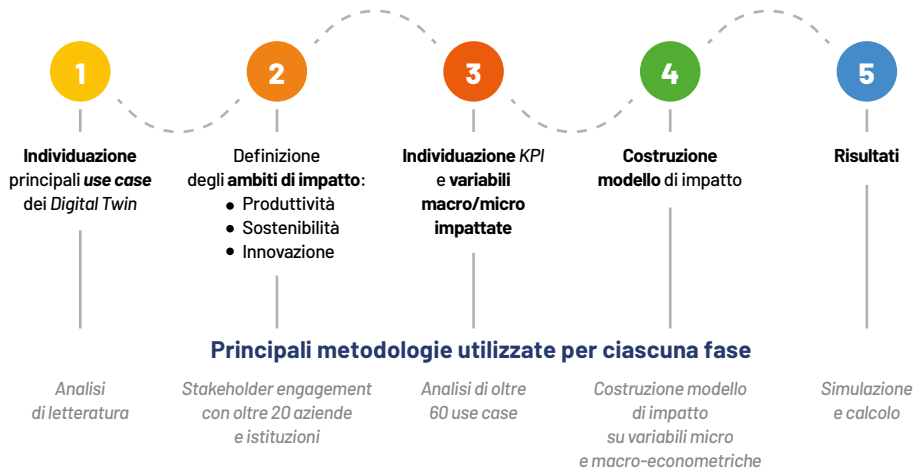 1
Individuazione
principali use case
dei Digital Twin
2
Definizione
degli ambiti di impatto:
• Produttività
• Sostenibilità
• Innovazione
3
Individuazione KPI
e variabili
macro/micro
impattate
4
Costruzione
modello di impatto
5
Risultati
Principali metodologie utilizzate per ciascuna fase
Analisi
di letteratura
Stakeholder engagement
con oltre 20 aziende
e istituzioni
Analisi di oltre
60 use case
Costruzione modello
di impatto
su variabili micro
e macro-econometriche
Simulazione
e calcolo